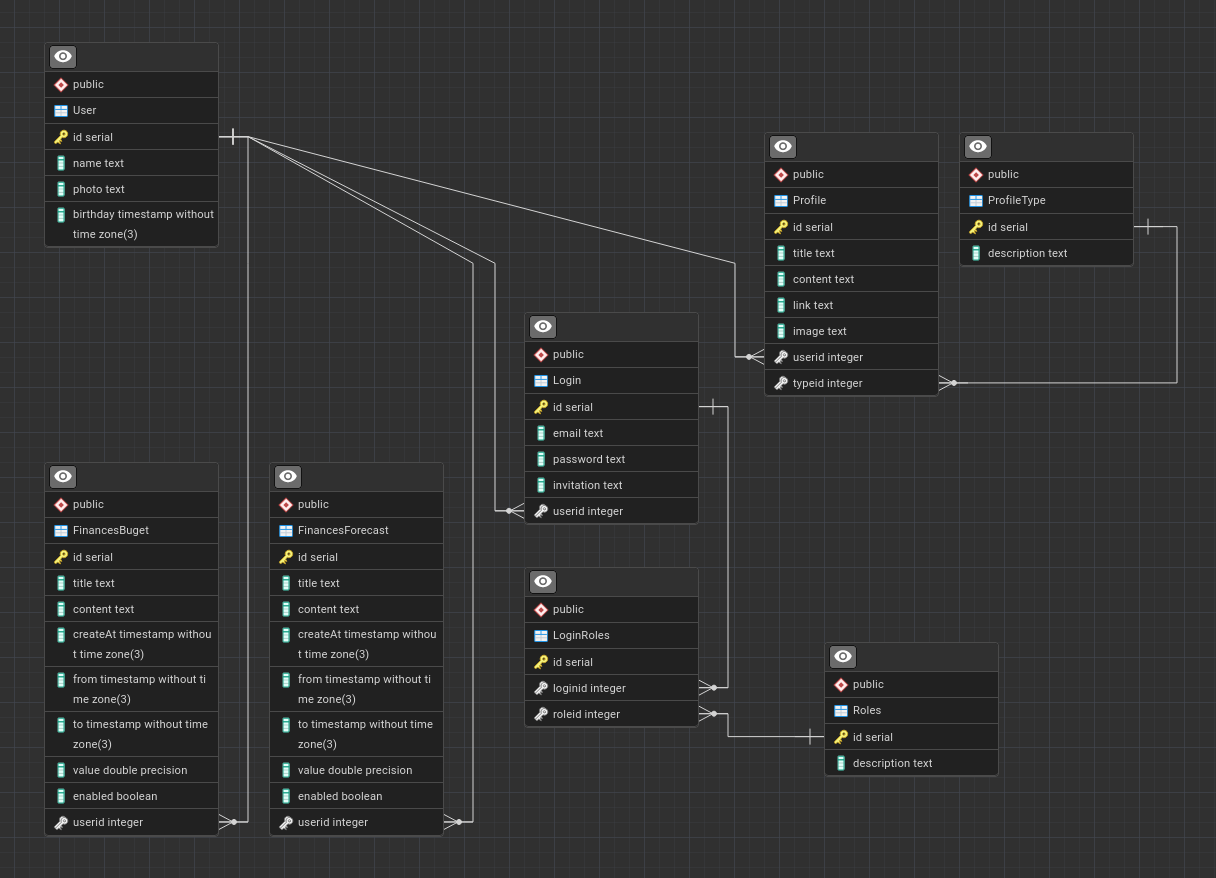 public
User
id serial
name text
photo text
birthday timestamp without
time zone(3)
public
Profile
id serial
title text
content text
link text
image text
userid integer
typeid integer
public
ProfileType
id serial
description text
public
Login
id serial
email text
password text
invitation text
userid integer
public
FinancesBuget
id serial
title text
content text
createAt timestamp withou
t time zone(3)
from timestamp without ti
me zone(3)
to timestamp without time
zone(3)
value double precision
enabled boolean
userid integer
public
FinancesForecast
id serial
title text
content text
createAt timestamp withou
t time zone(3)
from timestamp without ti
me zone(3)
to timestamp without time
zone(3)
value double precision
enabled boolean
userid integer
public
LoginRoles
id serial
loginid integer
roleid integer
public
Roles
id serial
description text